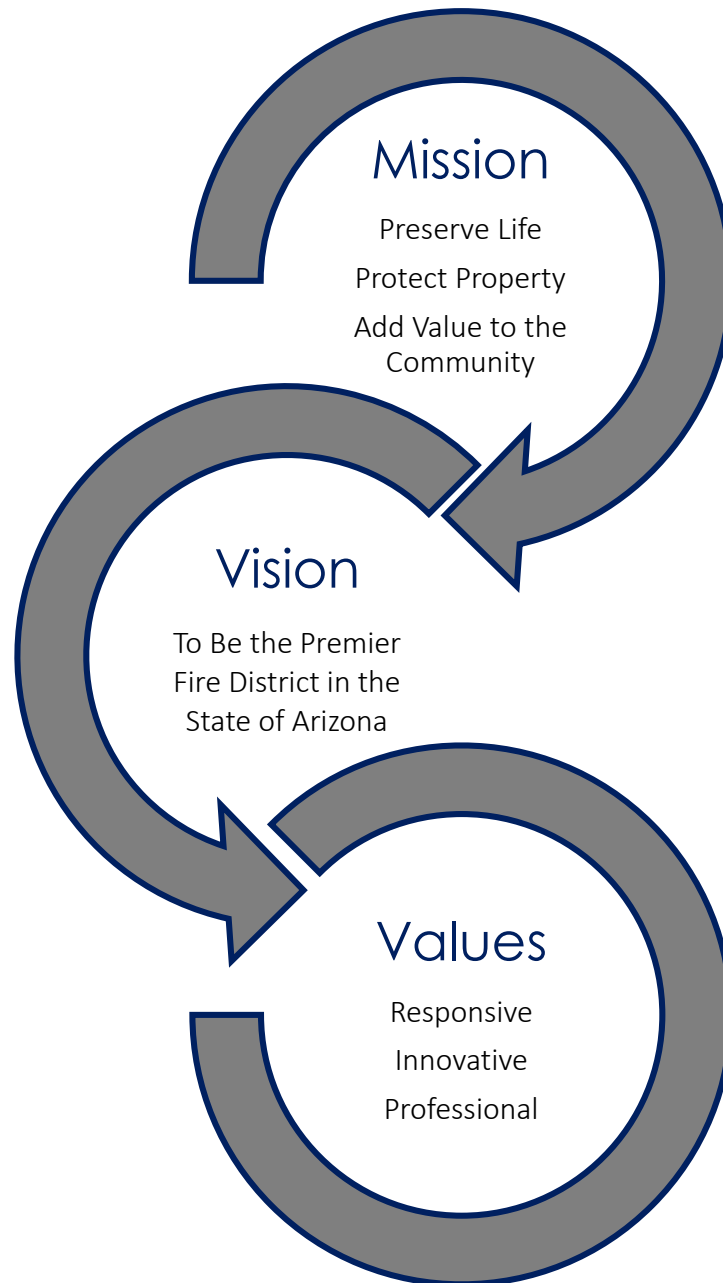 Mission
Preserve Life
Protect Property
Add Value to the
Community
Vision
To Be the Premier
Fire District in the
State of Arizona
Values
Responsive
Innovative
Professional